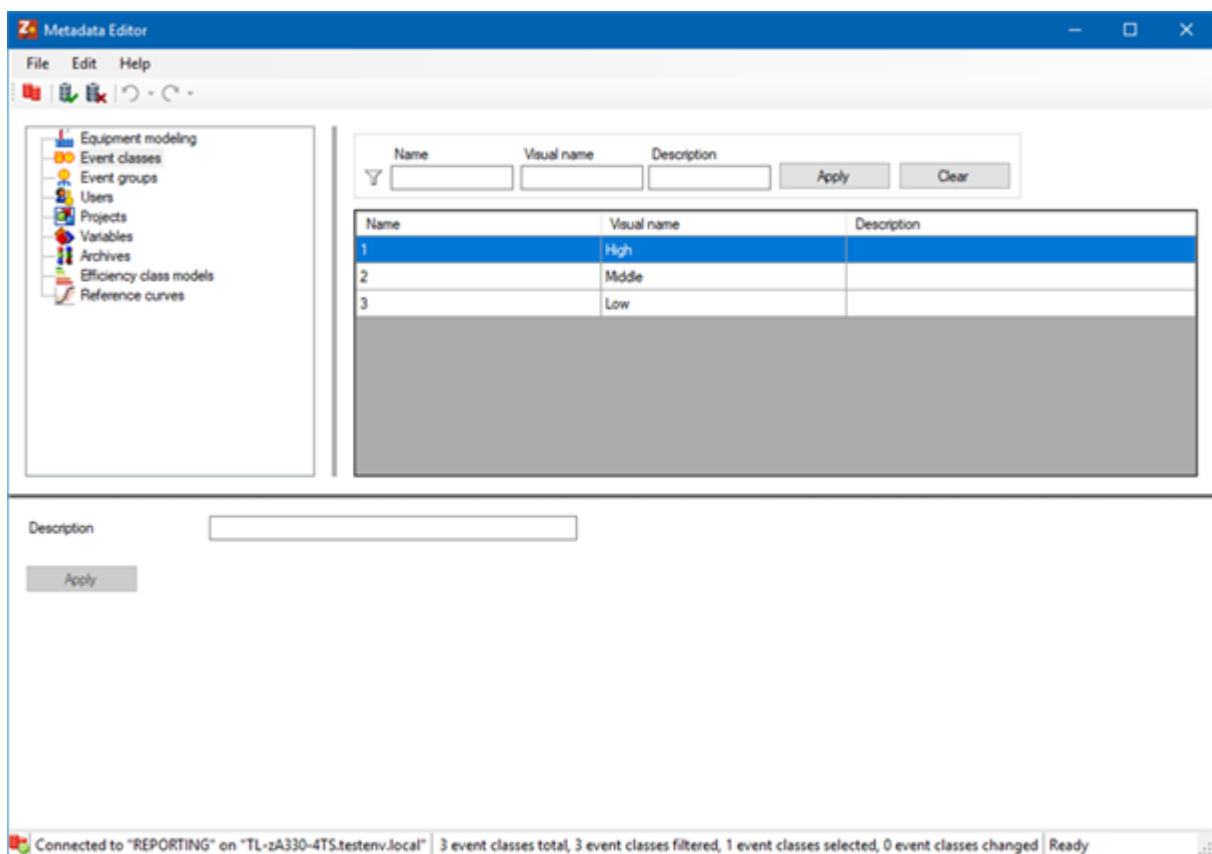 Metadata Editor
File Edit Help
Equipment modeling
Event classes
Event groups
Users
Projects
Variables
Archives
Efficiency class models
Reference curves
Name Visual name Description
Apply Clear
Name Visual name Description
1 High
2 Middle
3 Low
Description
Apply
Connected to "REPORTING" on "TL-zA330-4TS.testenv.local" 3 event classes total, 3 event classes filtered, 1 event classes selected, 0 event classes changed Ready